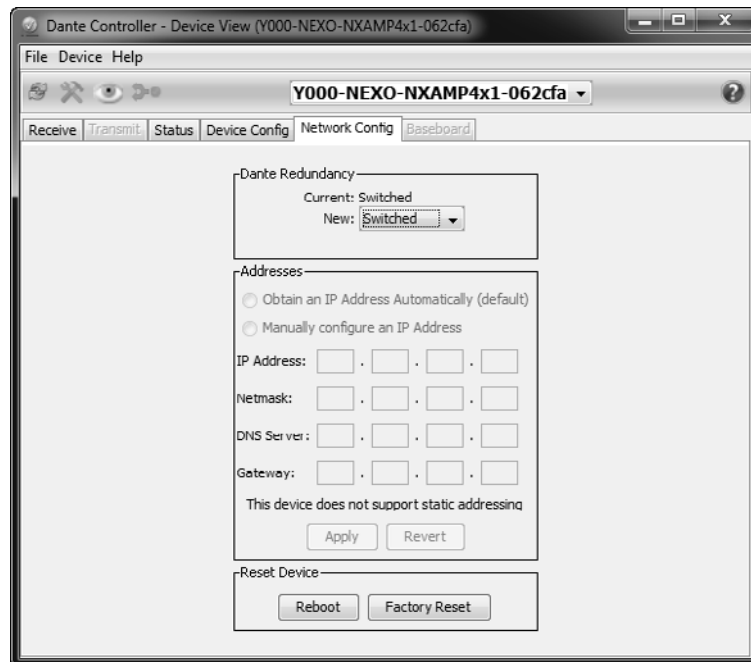 Dante Controller - Device View (Y000-NEXO-NXAMP4x1-062cfa)
File Device Help
Y000-NEXO-NXAMP4x1-062cfa
?
Receive Transmit Status Device Config Network Config Baseboard
Dante Redundancy
Current: Switched
New: Switched
Addresses
Obtain an IP Address Automatically (default)
Manually configure an IP Address
IP Address: . . .
Netmask: . . .
DNS Server: . . .
Gateway: . . .
This device does not support static addressing
Apply Revert
Reset Device
Reboot Factory Reset